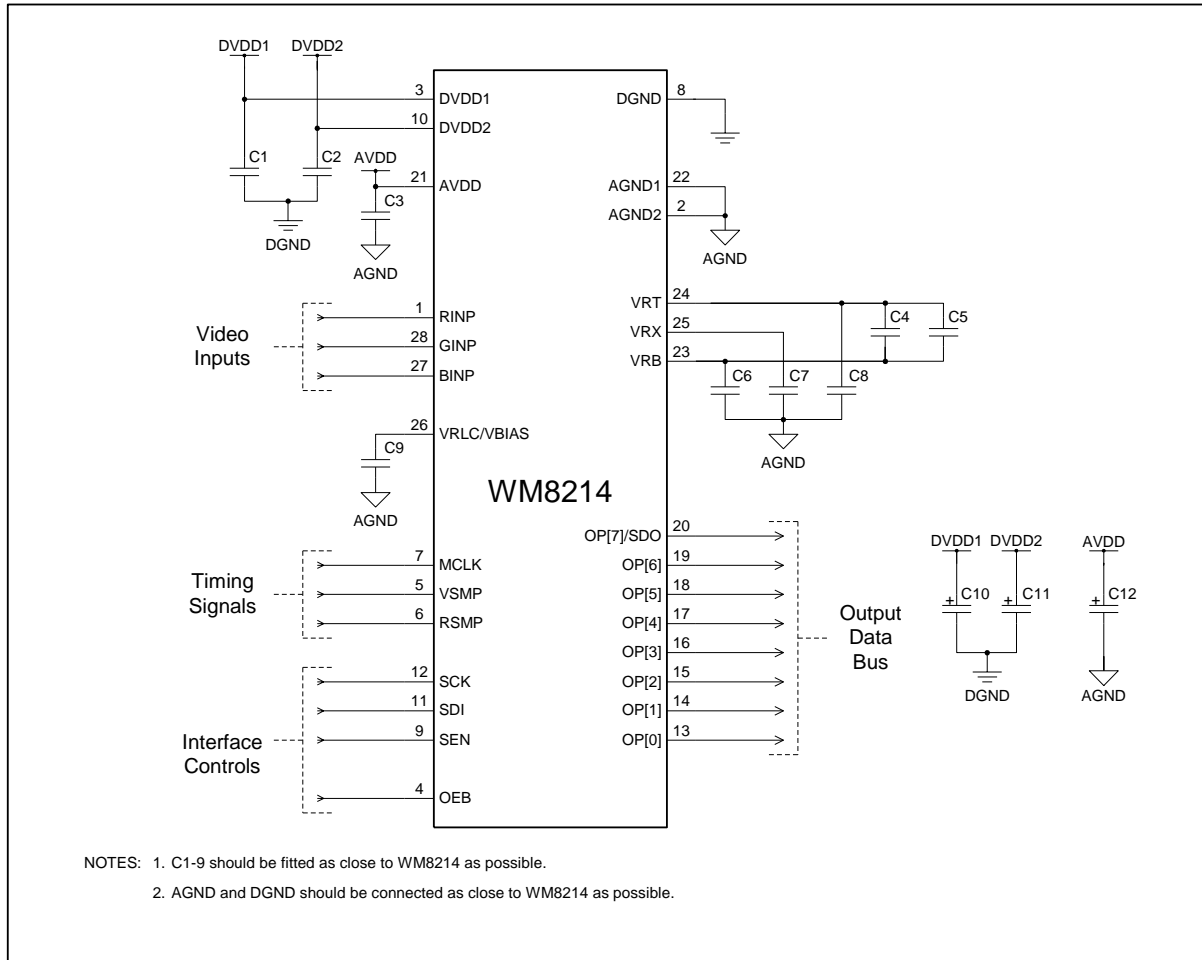 DVDD1 DVDD2
3 DVDD1
10 DVDD2
C1 C2
DGND
AVDD
21 AVDD
C3
AGND
DGND 8
AGND1 22
AGND2 2
AGND
Video
Inputs
1 RINP
28 GINP
27 BINP
VRT 24
VRX 25
VRB 23
C4 C5
C6 C7 C8
AGND
26 VRLC/VBIAS
C9
AGND
WM8214
Timing
Signals
7 MCLK
5 VSMP
6 RSMP
Interface
Controls
12 SCK
11 SDI
9 SEN
4 OEB
OP[7]/SDO 20
OP[6] 19
OP[5] 18
OP[4] 17
OP[3] 16
OP[2] 15
OP[1] 14
OP[0] 13
Output
Data
Bus
DVDD1 DVDD2 AVDD
+ C10 + C11 + C12
DGND AGND
NOTES: 1. C1-9 should be fitted as close to WM8214 as possible.
2. AGND and DGND should be connected as close to WM8214 as possible.